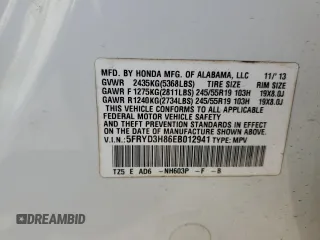 MFD. BY HONDA MFG. OF ALABAMA, LLC 11/'13
GVWR 2435KG(5368LBS) TIRE SIZE RIM SIZE
GAWR F 1275KG(2811LBS) 245/55R19 103H 19X8.0J
GAWR R 1240KG(2734LBS) 245/55R19 103H 19X8.0J
THIS VEHICLE CONFORMS TO ALL APPLICABLE
FEDERAL MOTOR VEHICLE SAFETY AND THEFT
PREVENTION STANDARDS IN EFFECT ON THE DATE
OF MANUFACTURE SHOWN ABOVE.
V.I.N.: 5FRYD3H86EB012941 TYPE: MPV
TZ5 E AD6 -NH603P -F -B